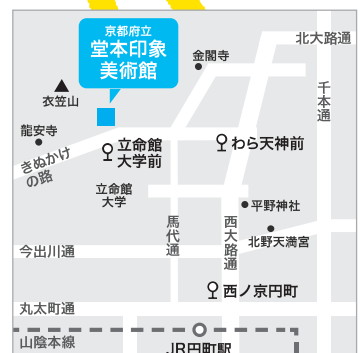 京都府立
堂本印象
美術館
北大路通
金閣寺
衣笠山
千本通
龍安寺
きぬかけ
の路
立命館
大学前
わら天神前
立命館
大学
平野神社
馬代通
西大路通
北野天満宮
今出川通
西ノ京円町
丸太町通
山陰本線
JR円町駅